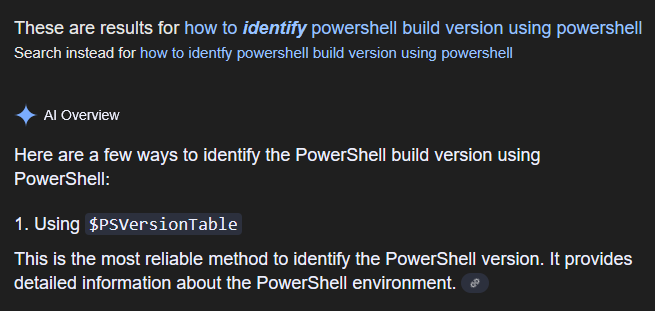 These are results for how to identify powershell build version using powershell
Search instead for how to identfy powershell build version using powershell
AI Overview
Here are a few ways to identify the PowerShell build version using
PowerShell:
1. Using $PSVersionTable
This is the most reliable method to identify the PowerShell version. It provides
detailed information about the PowerShell environment.